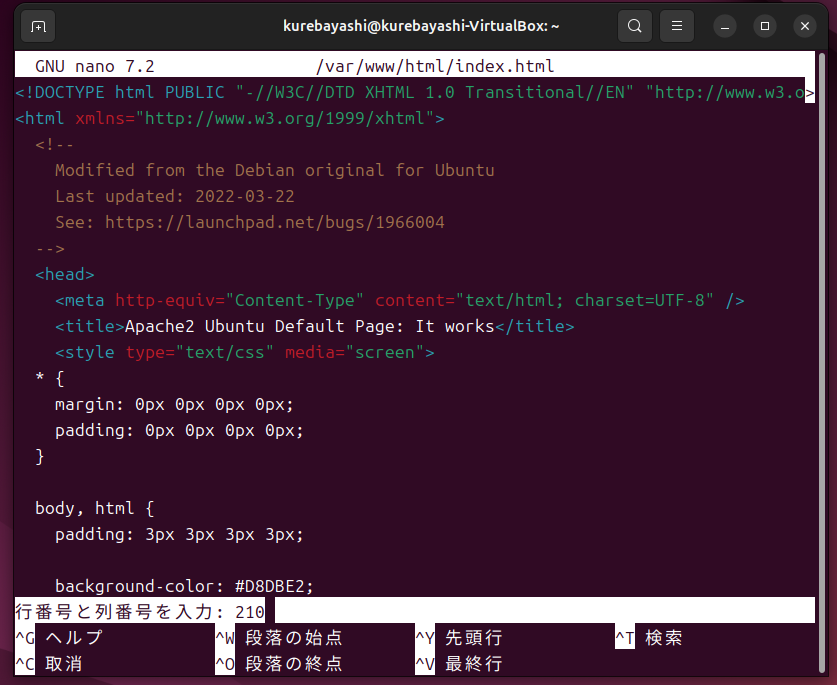 kurebayashi@kurebayashi-VirtualBox: ~
GNU nano 7.2 /var/www/html/index.html
<!DOCTYPE html PUBLIC "-//W3C//DTD XHTML 1.0 Transitional//EN" "http://www.w3.o>
<html xmlns="http://www.w3.org/1999/xhtml">
<!--
Modified from the Debian original for Ubuntu
Last updated: 2022-03-22
See: https://launchpad.net/bugs/1966004
-->
<head>
<meta http-equiv="Content-Type" content="text/html; charset=UTF-8" />
<title>Apache2 Ubuntu Default Page: It works</title>
<style type="text/css" media="screen">
* {
margin: 0px 0px 0px 0px;
padding: 0px 0px 0px 0px;
}
body, html {
padding: 3px 3px 3px 3px;
background-color: #D8DBE2;
行番号と列番号を入力: 210
^G ヘルプ ^W 段落の始点 ^Y 先頭行 ^T 検索
^C 取消 ^O 段落の終点 ^V 最終行